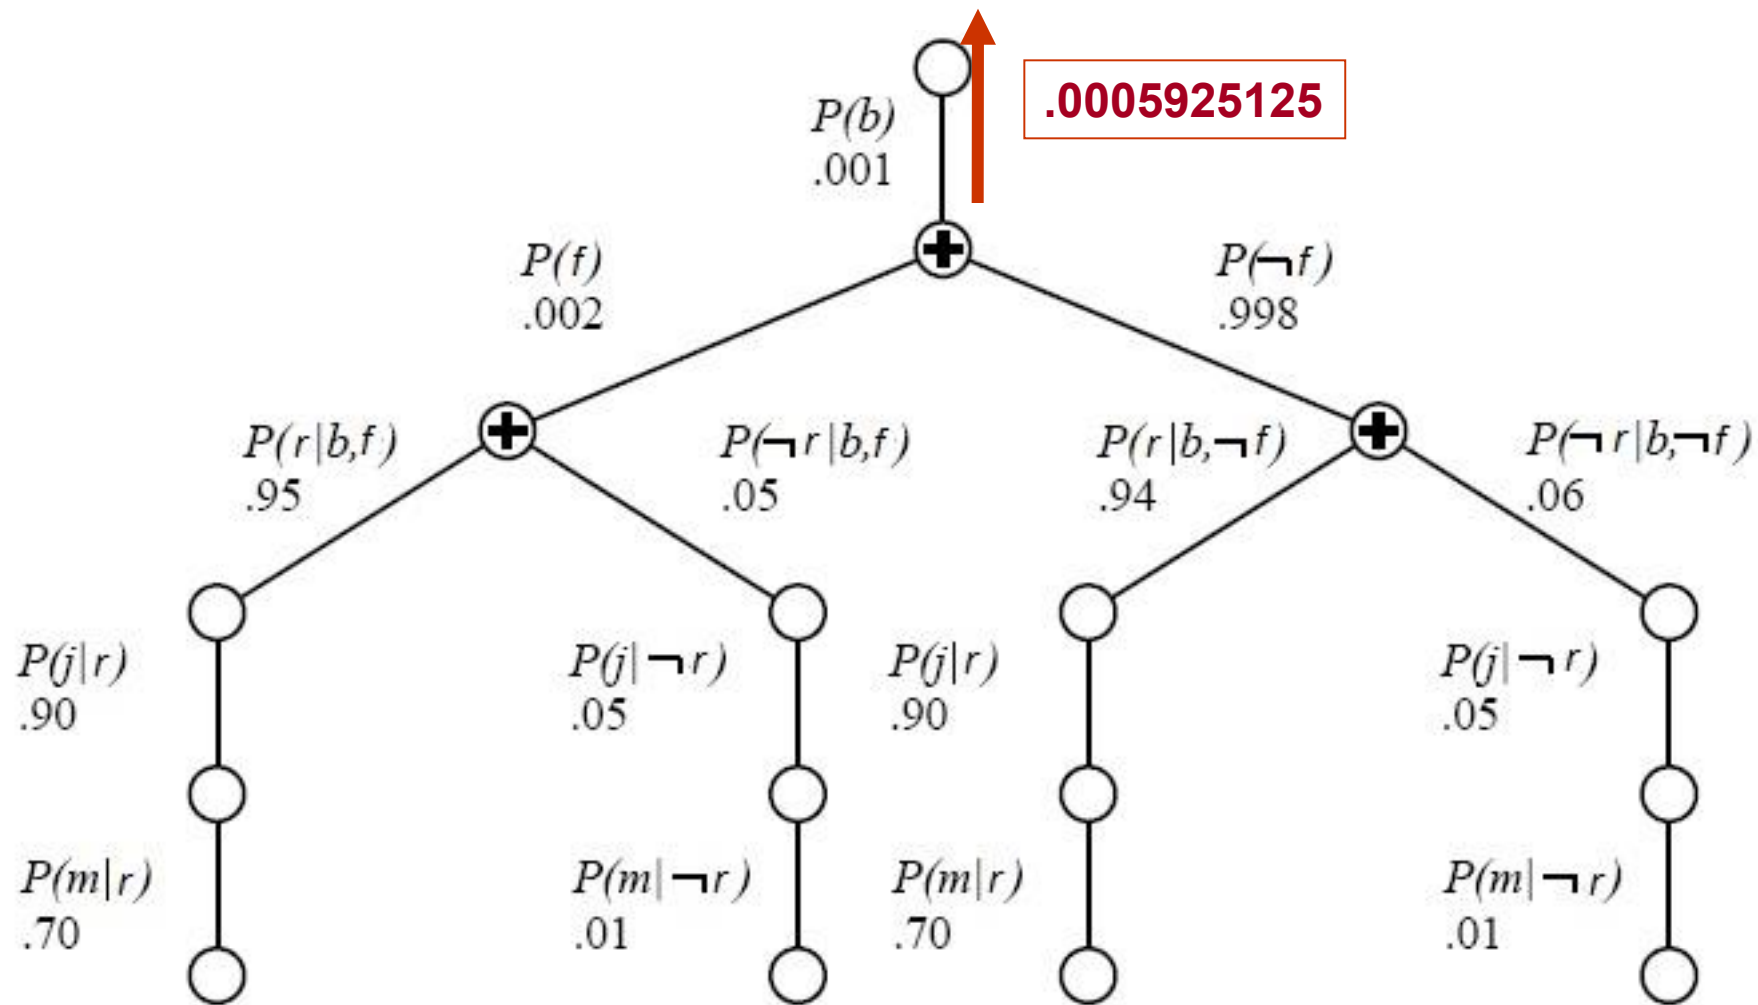 .0005925125
P(b)
.001
P(f)
.002
P(¬f)
.998
P(r|b,f)
.95
P(¬r|b,f)
.05
P(r|b,¬f)
.94
P(¬r|b,¬f)
.06
P(j|r)
.90
P(j|¬r)
.05
P(j|r)
.90
P(j|¬r)
.05
P(m|r)
.70
P(m|¬r)
.01
P(m|r)
.70
P(m|¬r)
.01